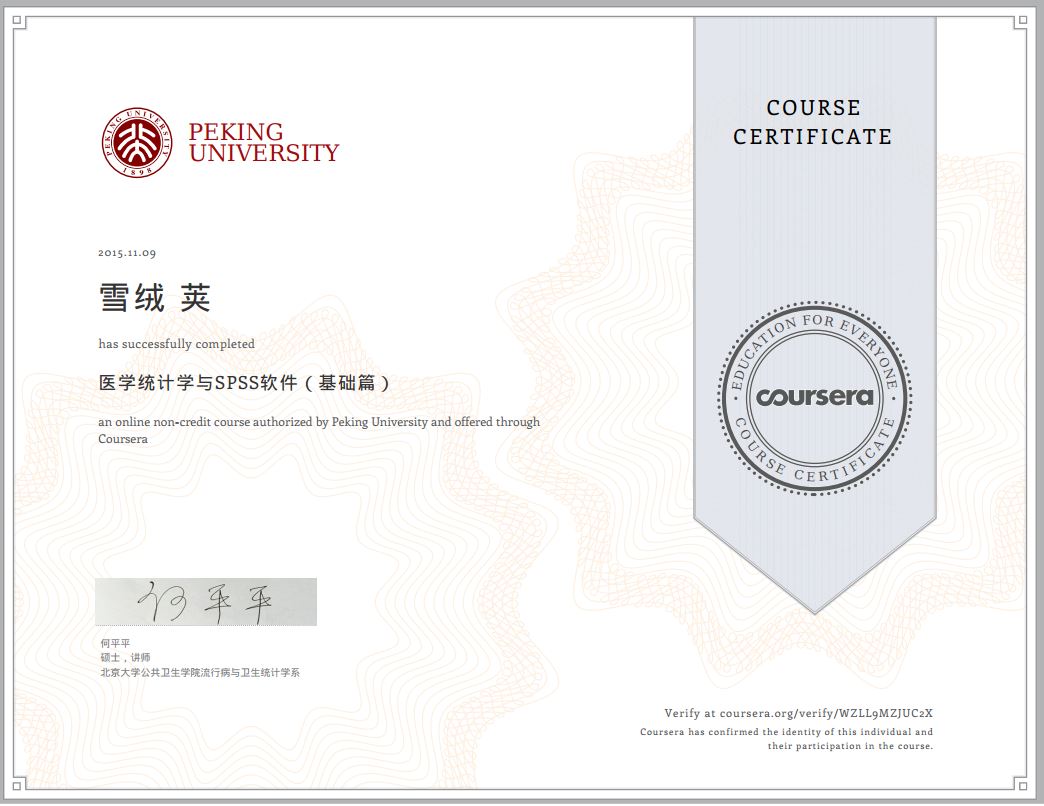 PEKING UNIVERSITY
1898
PEKING
UNIVERSITY
COURSE
CERTIFICATE
2015.11.09
雪绒 荚
has successfully completed
医学统计学与SPSS软件（基础篇）
an online non-credit course authorized by Peking University and offered through
Coursera
EDUCATION FOR EVERYONE
coursera
COURSE CERTIFICATE
何平平
何平平
硕士，讲师
北京大学公共卫生学院流行病与卫生统计学系
Verify at coursera.org/verify/WZLL9MZJUC2X
Coursera has confirmed the identity of this individual and
their participation in the course.